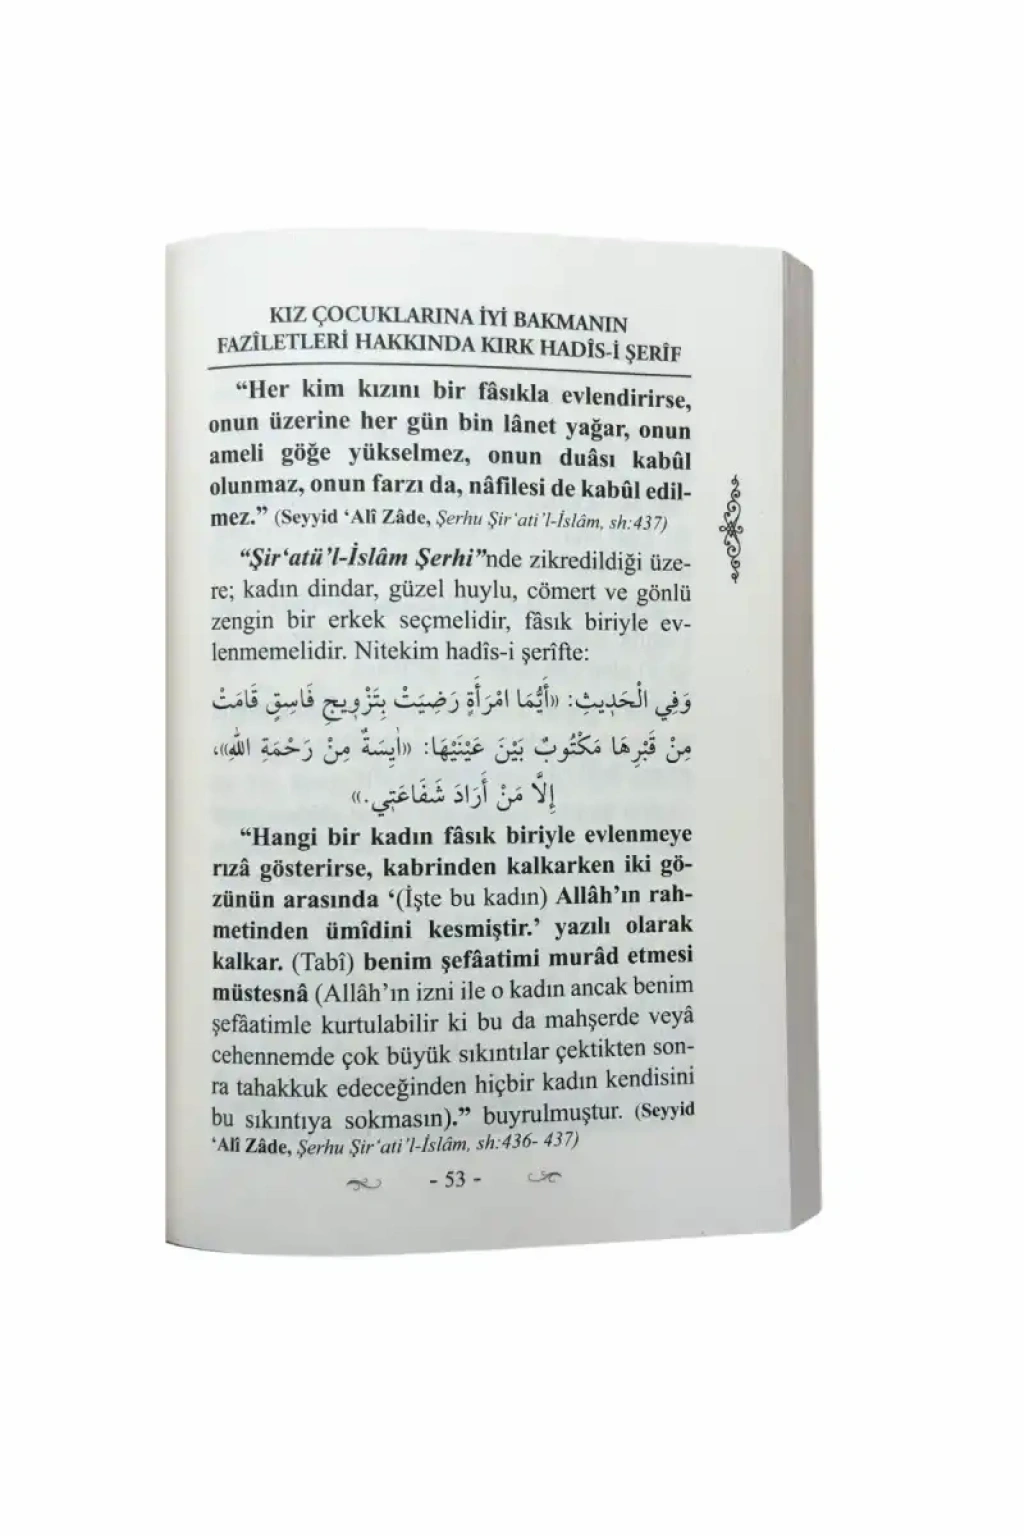 KIZ ÇOCUKLARINA İYİ BAKMANIN
FAZÎLETLERİ HAKKINDA KIRK HADÎS-İ ŞERÎF
“Her kim kızını bir fâsıkla evlendirirse,
onun üzerine her gün bin lânet yağar, onun
ameli göğe yükselmez, onun duâsı kabûl
olunmaz, onun farzı da, nâfilesi de kabûl edil-
mez.” (Seyyid ‘Alî Zâde, Şerhu Şir‘ati’l-İslâm, sh:437)
“Şir‘atü’l-İslâm Şerhi”nde zikredildiği üze-
re; kadın dindar, güzel huylu, cömert ve gönlü
zengin bir erkek seçmelidir, fâsık biriyle ev-
lenmemelidir. Nitekim hadîs-i şerîfte:
وَفِي الْحَدِيثِ: «أَيُّمَا امْرَأَةٍ رَضِيَتْ بِتَزْوِيجِ فَاسِقٍ قَامَتْ
مِنْ قَبْرِهَا مَكْتُوبٌ بَيْنَ عَيْنَيْهَا: «اٰيِسَةٌ مِنْ رَحْمَةِ اللّٰهِ»،
إِلَّا مَنْ أَرَادَ شَفَاعَتِي.»
“Hangi bir kadın fâsık biriyle evlenmeye
rızâ gösterirse, kabrinden kalkarken iki gö-
zünün arasında ‘(İşte bu kadın) Allâh’ın rah-
metinden ümîdini kesmiştir.’ yazılı olarak
kalkar. (Tabî) benim şefâatimi murâd etmesi
müstesnâ (Allâh’ın izni ile o kadın ancak benim
şefâatimle kurtulabilir ki bu da mahşerde veyâ
cehennemde çok büyük sıkıntılar çektikten son-
ra tahakkuk edeceğinden hiçbir kadın kendisini
bu sıkıntıya sokmasın).” buyrulmuştur. (Seyyid
‘Alî Zâde, Şerhu Şir‘ati’l-İslâm, sh:436- 437)
- 53 -